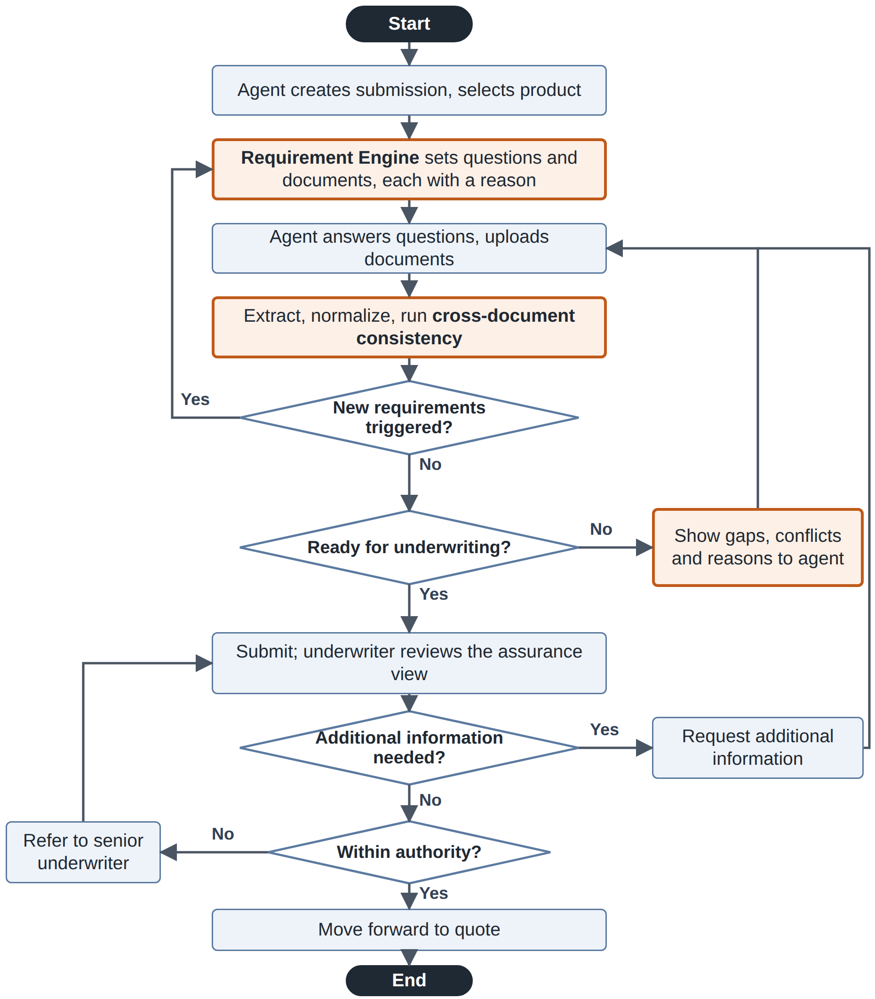 Start
Agent creates submission, selects product
Requirement Engine sets questions and
documents, each with a reason
Agent answers questions, uploads
documents
Extract, normalize, run cross-document
consistency
Yes
New requirements
triggered?
No
Ready for underwriting?
No
Show gaps, conflicts
and reasons to agent
Yes
Submit; underwriter reviews the assurance
view
Additional information
needed?
Yes
Request additional
information
No
Within authority?
No
Refer to senior
underwriter
Yes
Move forward to quote
End